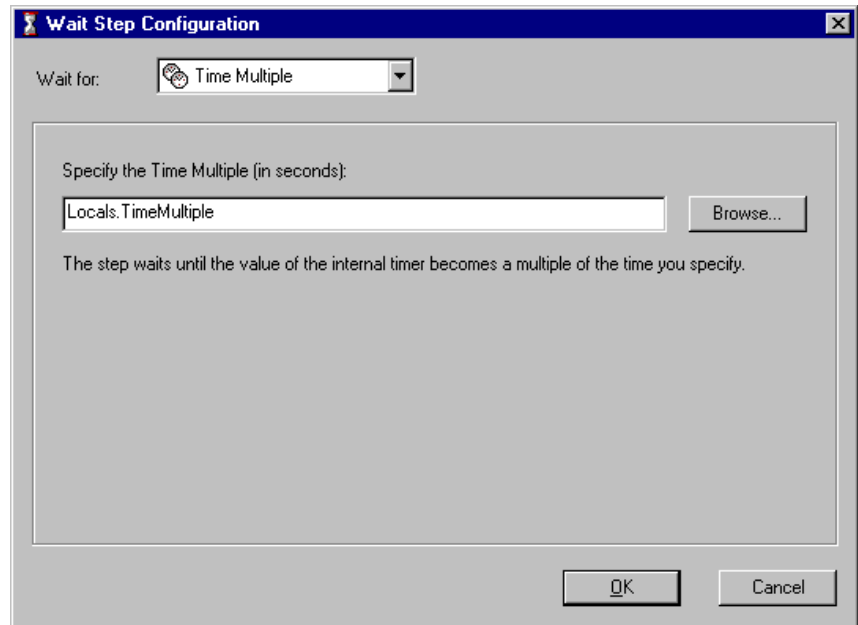 Wait Step Configuration
Wait for:
Time Multiple
Specify the Time Multiple (in seconds):
Locals.TimeMultiple
Browse...
The step waits until the value of the internal timer becomes a multiple of the time you specify.
OK
Cancel